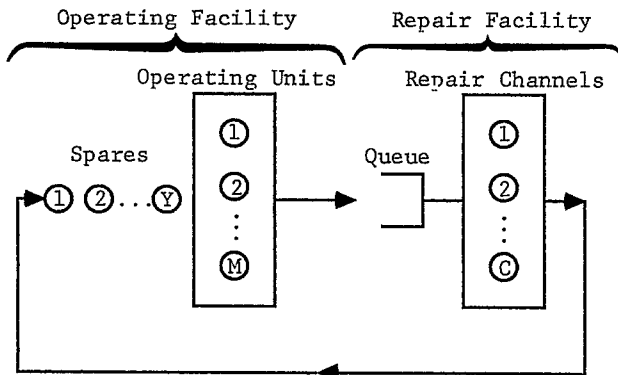 Operating Facility
Repair Facility
Operating Units
Repair Channels
Spares
1 2 ... Y
1
2
⋮
M
Queue
1
2
⋮
C